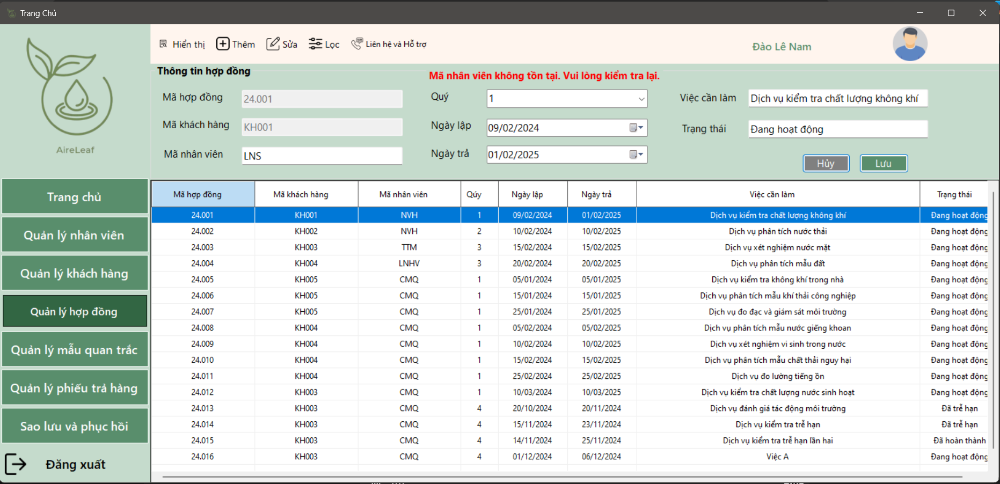 Trang Chủ
Hiển thị Thêm Sửa Lọc Liên hệ và Hỗ trợ Đào Lê Nam
AireLeaf
Trang chủ
Quản lý nhân viên
Quản lý khách hàng
Quản lý hợp đồng
Quản lý mẫu quan trắc
Quản lý phiếu trả hàng
Sao lưu và phục hồi
Đăng xuất
Thông tin hợp đồng
Mã nhân viên không tồn tại. Vui lòng kiểm tra lại.
Mã hợp đồng 24.001 Quý 1 Việc cần làm Dịch vụ kiểm tra chất lượng không khí
Mã khách hàng KH001 Ngày lập 09/02/2024 Trạng thái Đang hoạt động
Mã nhân viên LNS Ngày trả 01/02/2025
Hủy Lưu
Mã hợp đồng Mã khách hàng Mã nhân viên Qúy Ngày lập Ngày trả Việc cần làm Trạng thái
24.001 KH001 NVH 1 09/02/2024 01/02/2025 Dịch vụ kiểm tra chất lượng không khí Đang hoạt động
24.002 KH002 NVH 2 10/02/2024 10/02/2025 Dịch vụ phân tích nước thải Đang hoạt động
24.003 KH003 TTM 3 15/02/2024 15/02/2025 Dịch vụ xét nghiệm nước mặt Đang hoạt động
24.004 KH004 LNHV 3 20/02/2024 20/02/2025 Dịch vụ phân tích mẫu đất Đang hoạt động
24.005 KH005 CMQ 1 05/01/2024 05/01/2025 Dịch vụ kiểm tra không khí trong nhà Đang hoạt động
24.006 KH005 CMQ 1 15/01/2024 15/01/2025 Dịch vụ phân tích mẫu khí thải công nghiệp Đang hoạt động
24.007 KH005 CMQ 1 25/01/2024 25/01/2025 Dịch vụ đo đạc và giám sát môi trường Đang hoạt động
24.008 KH004 CMQ 1 05/02/2024 05/02/2025 Dịch vụ phân tích mẫu nước giếng khoan Đang hoạt động
24.009 KH004 CMQ 1 10/02/2024 10/02/2025 Dịch vụ xét nghiệm vi sinh trong nước Đang hoạt động
24.010 KH004 CMQ 1 15/02/2024 15/02/2025 Dịch vụ phân tích mẫu chất thải nguy hại Đang hoạt động
24.011 KH004 CMQ 1 25/02/2024 25/02/2025 Dịch vụ đo lường tiếng ồn Đang hoạt động
24.012 KH003 CMQ 1 10/03/2024 10/03/2025 Dịch vụ kiểm tra chất lượng nước sinh hoạt Đang hoạt động
24.013 KH003 CMQ 4 20/10/2024 20/11/2024 Dịch vụ đánh giá tác động môi trường Đã trễ hạn
24.014 KH003 CMQ 4 15/11/2024 23/11/2024 Dịch vụ kiểm tra trễ hạn Đã trễ hạn
24.015 KH003 CMQ 4 14/11/2024 25/11/2024 Dịch vụ kiểm tra trễ hạn lần hai Đã hoàn thành
24.016 KH003 CMQ 4 01/12/2024 06/12/2024 Việc A Đang hoạt động